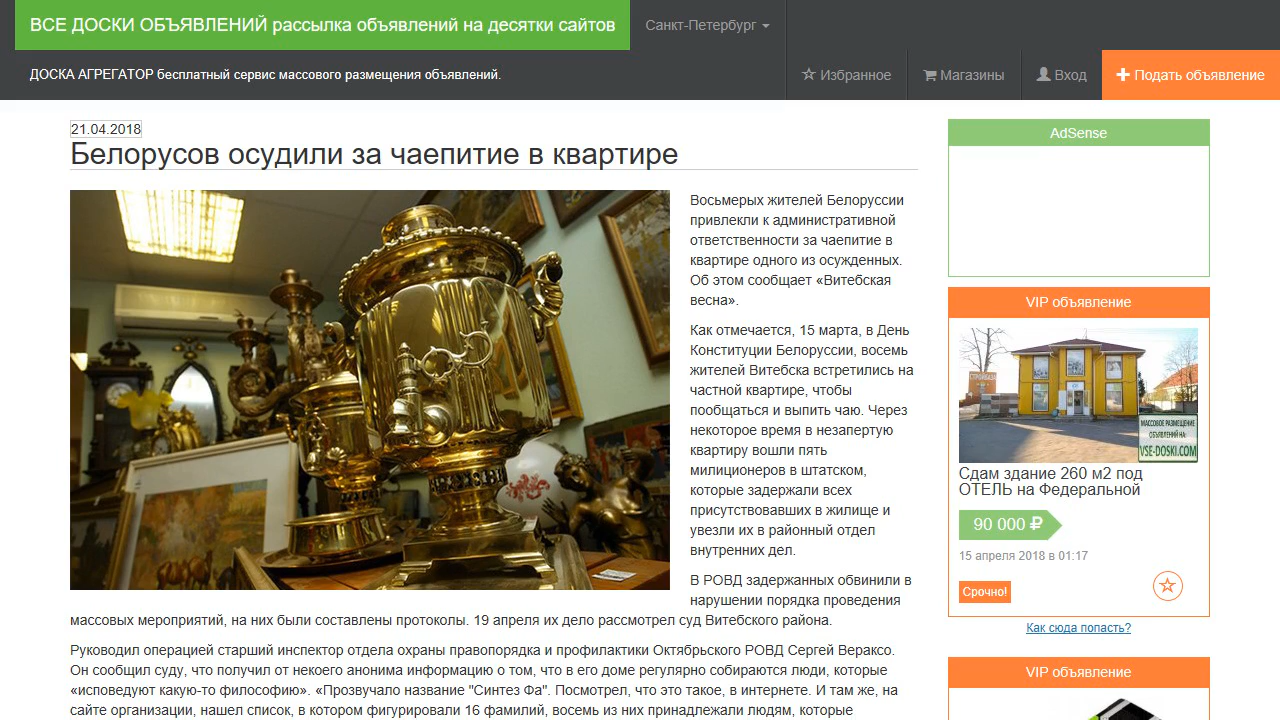 ВСЕ ДОСКИ ОБЪЯВЛЕНИЙ рассылка объявлений на десятки сайтов
Санкт-Петербург
ДОСКА АГРЕГАТОР бесплатный сервис массового размещения объявлений.
Избранное
Магазины
Вход
Подать объявление
21.04.2018
Белорусов осудили за чаепитие в квартире
Восьмерых жителей Белоруссии
привлекли к административной
ответственности за чаепитие в
квартире одного из осужденных.
Об этом сообщает «Витебская
весна».
Как отмечается, 15 марта, в День
Конституции Белоруссии, восемь
жителей Витебска встретились на
частной квартире, чтобы
пообщаться и выпить чаю. Через
некоторое время в незапертую
квартиру вошли пять
милиционеров в штатском,
которые задержали всех
присутствовавших в жилище и
увезли их в районный отдел
внутренних дел.
В РОВД задержанных обвинили в
нарушении порядка проведения
массовых мероприятий, на них были составлены протоколы. 19 апреля их дело рассмотрел суд Витебского района.
Руководил операцией старший инспектор отдела охраны правопорядка и профилактики Октябрьского РОВД Сергей Вераксо.
Он сообщил суду, что получил от некоего анонима информацию о том, что в его доме регулярно собираются люди, которые
«исповедуют какую-то философию». «Прозвучало название "Синтез Фа". Посмотрел, что это такое, в интернете. И там же, на
сайте организации, нашел список, в котором фигурировали 16 фамилий, восемь из них принадлежали людям, которые
AdSense
VIP объявление
СТРОЙБАЗА
МАССОВОЕ РАЗМЕЩЕНИЕ
ОБЪЯВЛЕНИЙ НА:
VSE-DOSKI.COM
Сдам здание 260 м2 под
ОТЕЛЬ на Федеральной
90 000 ₽
15 апреля 2018 в 01:17
Срочно!
Как сюда попасть?
VIP объявление